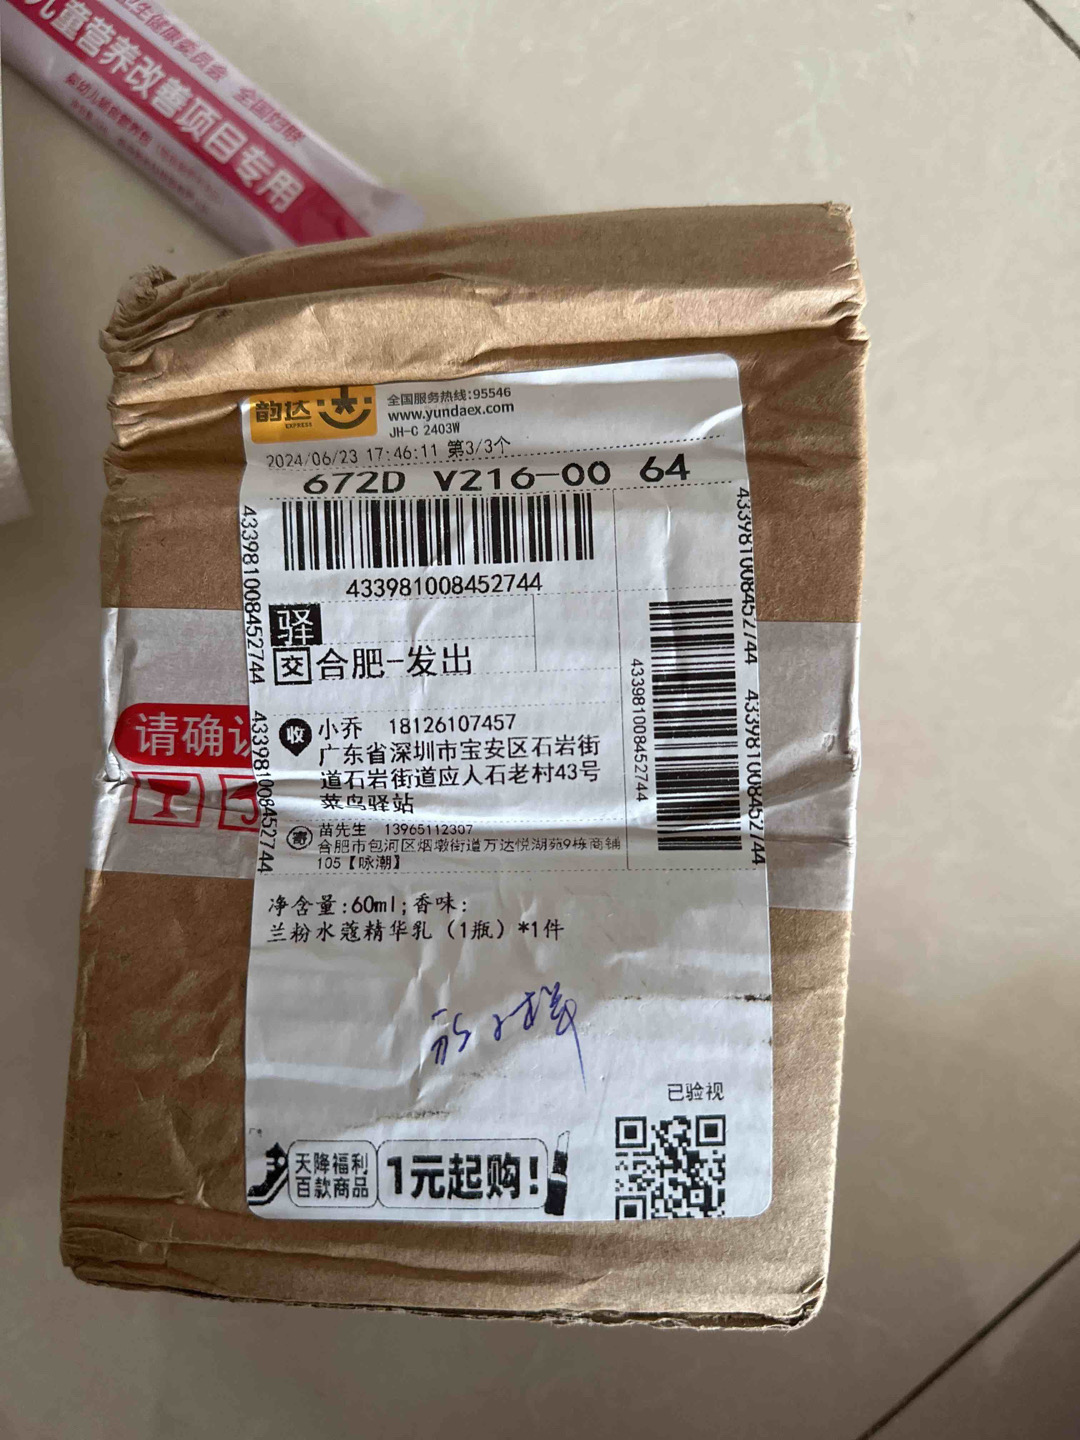 儿童营养改善项目专用
韵达
EXPRESS
全国服务热线:95546
www.yundaex.com
JH-C 2403W
2024/06/23 17:46:11 第3/3个
672D V216-00 64
433981008452744
433981008452744
433981008452744
433981008452744
433981008452744
433981008452744
驿
交 合肥-发出
请确认
收 小乔 18126107457
广东省深圳市宝安区石岩街
道石岩街道应人石老村43号
菜鸟驿站
寄 苗先生 13965112307
合肥市包河区烟墩街道万达悦湖苑9栋商铺
105【咏潮】
净含量:60ml;香味:
兰粉水蔻精华乳（1瓶）*1件
已验视
天降福利
百款商品
1元起购!